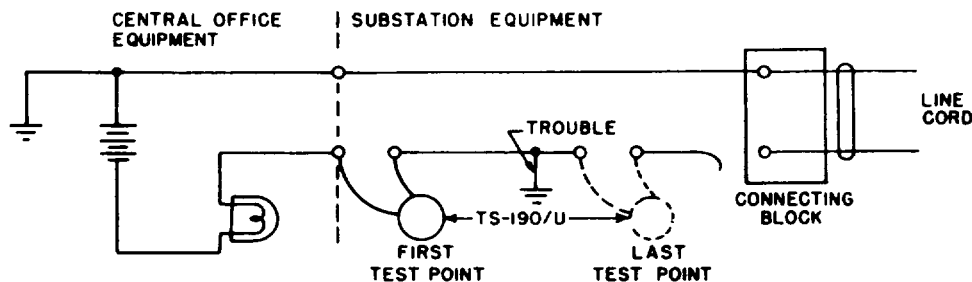 CENTRAL OFFICE
EQUIPMENT
SUBSTATION EQUIPMENT
TROUBLE
LINE
CORD
TS-190/U
CONNECTING
BLOCK
FIRST
TEST POINT
LAST
TEST POINT